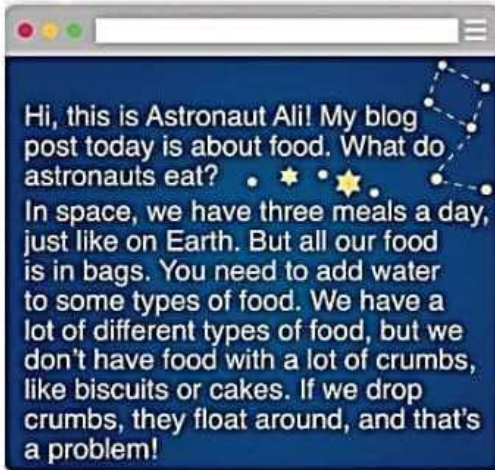 Hi, this is Astronaut Ali! My blog
post today is about food. What do
astronauts eat?
In space, we have three meals a day,
just like on Earth. But all our food
is in bags. You need to add water
to some types of food. We have a
lot of different types of food, but we
don't have food with a lot of crumbs,
like biscuits or cakes. If we drop
crumbs, they float around, and that's
a problem!